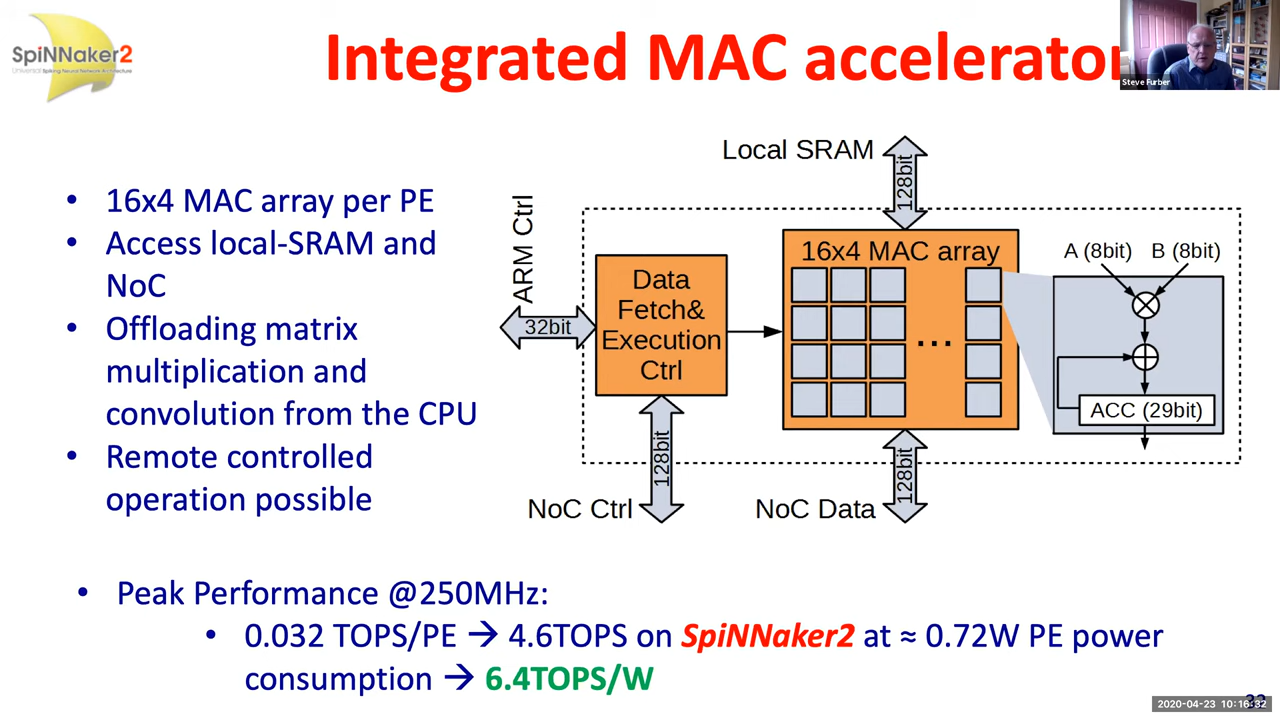 SpiNNaker2
Universal Spiking Neural Network Architecture
Integrated MAC accelerator
Steve Furber
• 16x4 MAC array per PE
• Access local-SRAM and
NoC
• Offloading matrix
multiplication and
convolution from the CPU
• Remote controlled
operation possible
Local SRAM
128bit
ARM Ctrl
32bit
Data
Fetch&
Execution
Ctrl
16x4 MAC array
...
A (8bit) B (8bit)
ACC (29bit)
128bit
NoC Ctrl
128bit
NoC Data
• Peak Performance @250MHz:
• 0.032 TOPS/PE → 4.6TOPS on SpiNNaker2 at ≈ 0.72W PE power
consumption → 6.4TOPS/W
2020-04-23 10:16:32